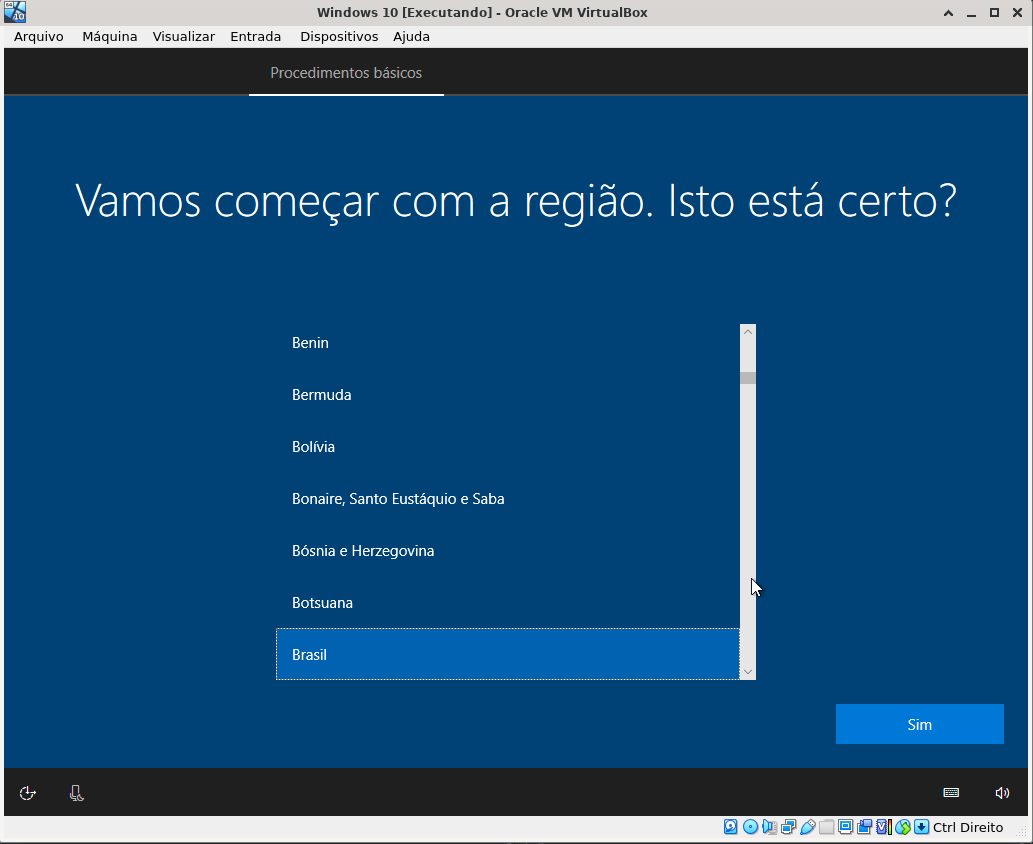 Windows 10 [Executando] - Oracle VM VirtualBox
Arquivo Máquina Visualizar Entrada Dispositivos Ajuda
Procedimentos básicos
Vamos começar com a região. Isto está certo?
Benin
Bermuda
Bolívia
Bonaire, Santo Eustáquio e Saba
Bósnia e Herzegovina
Botsuana
Brasil
Sim
Ctrl Direito